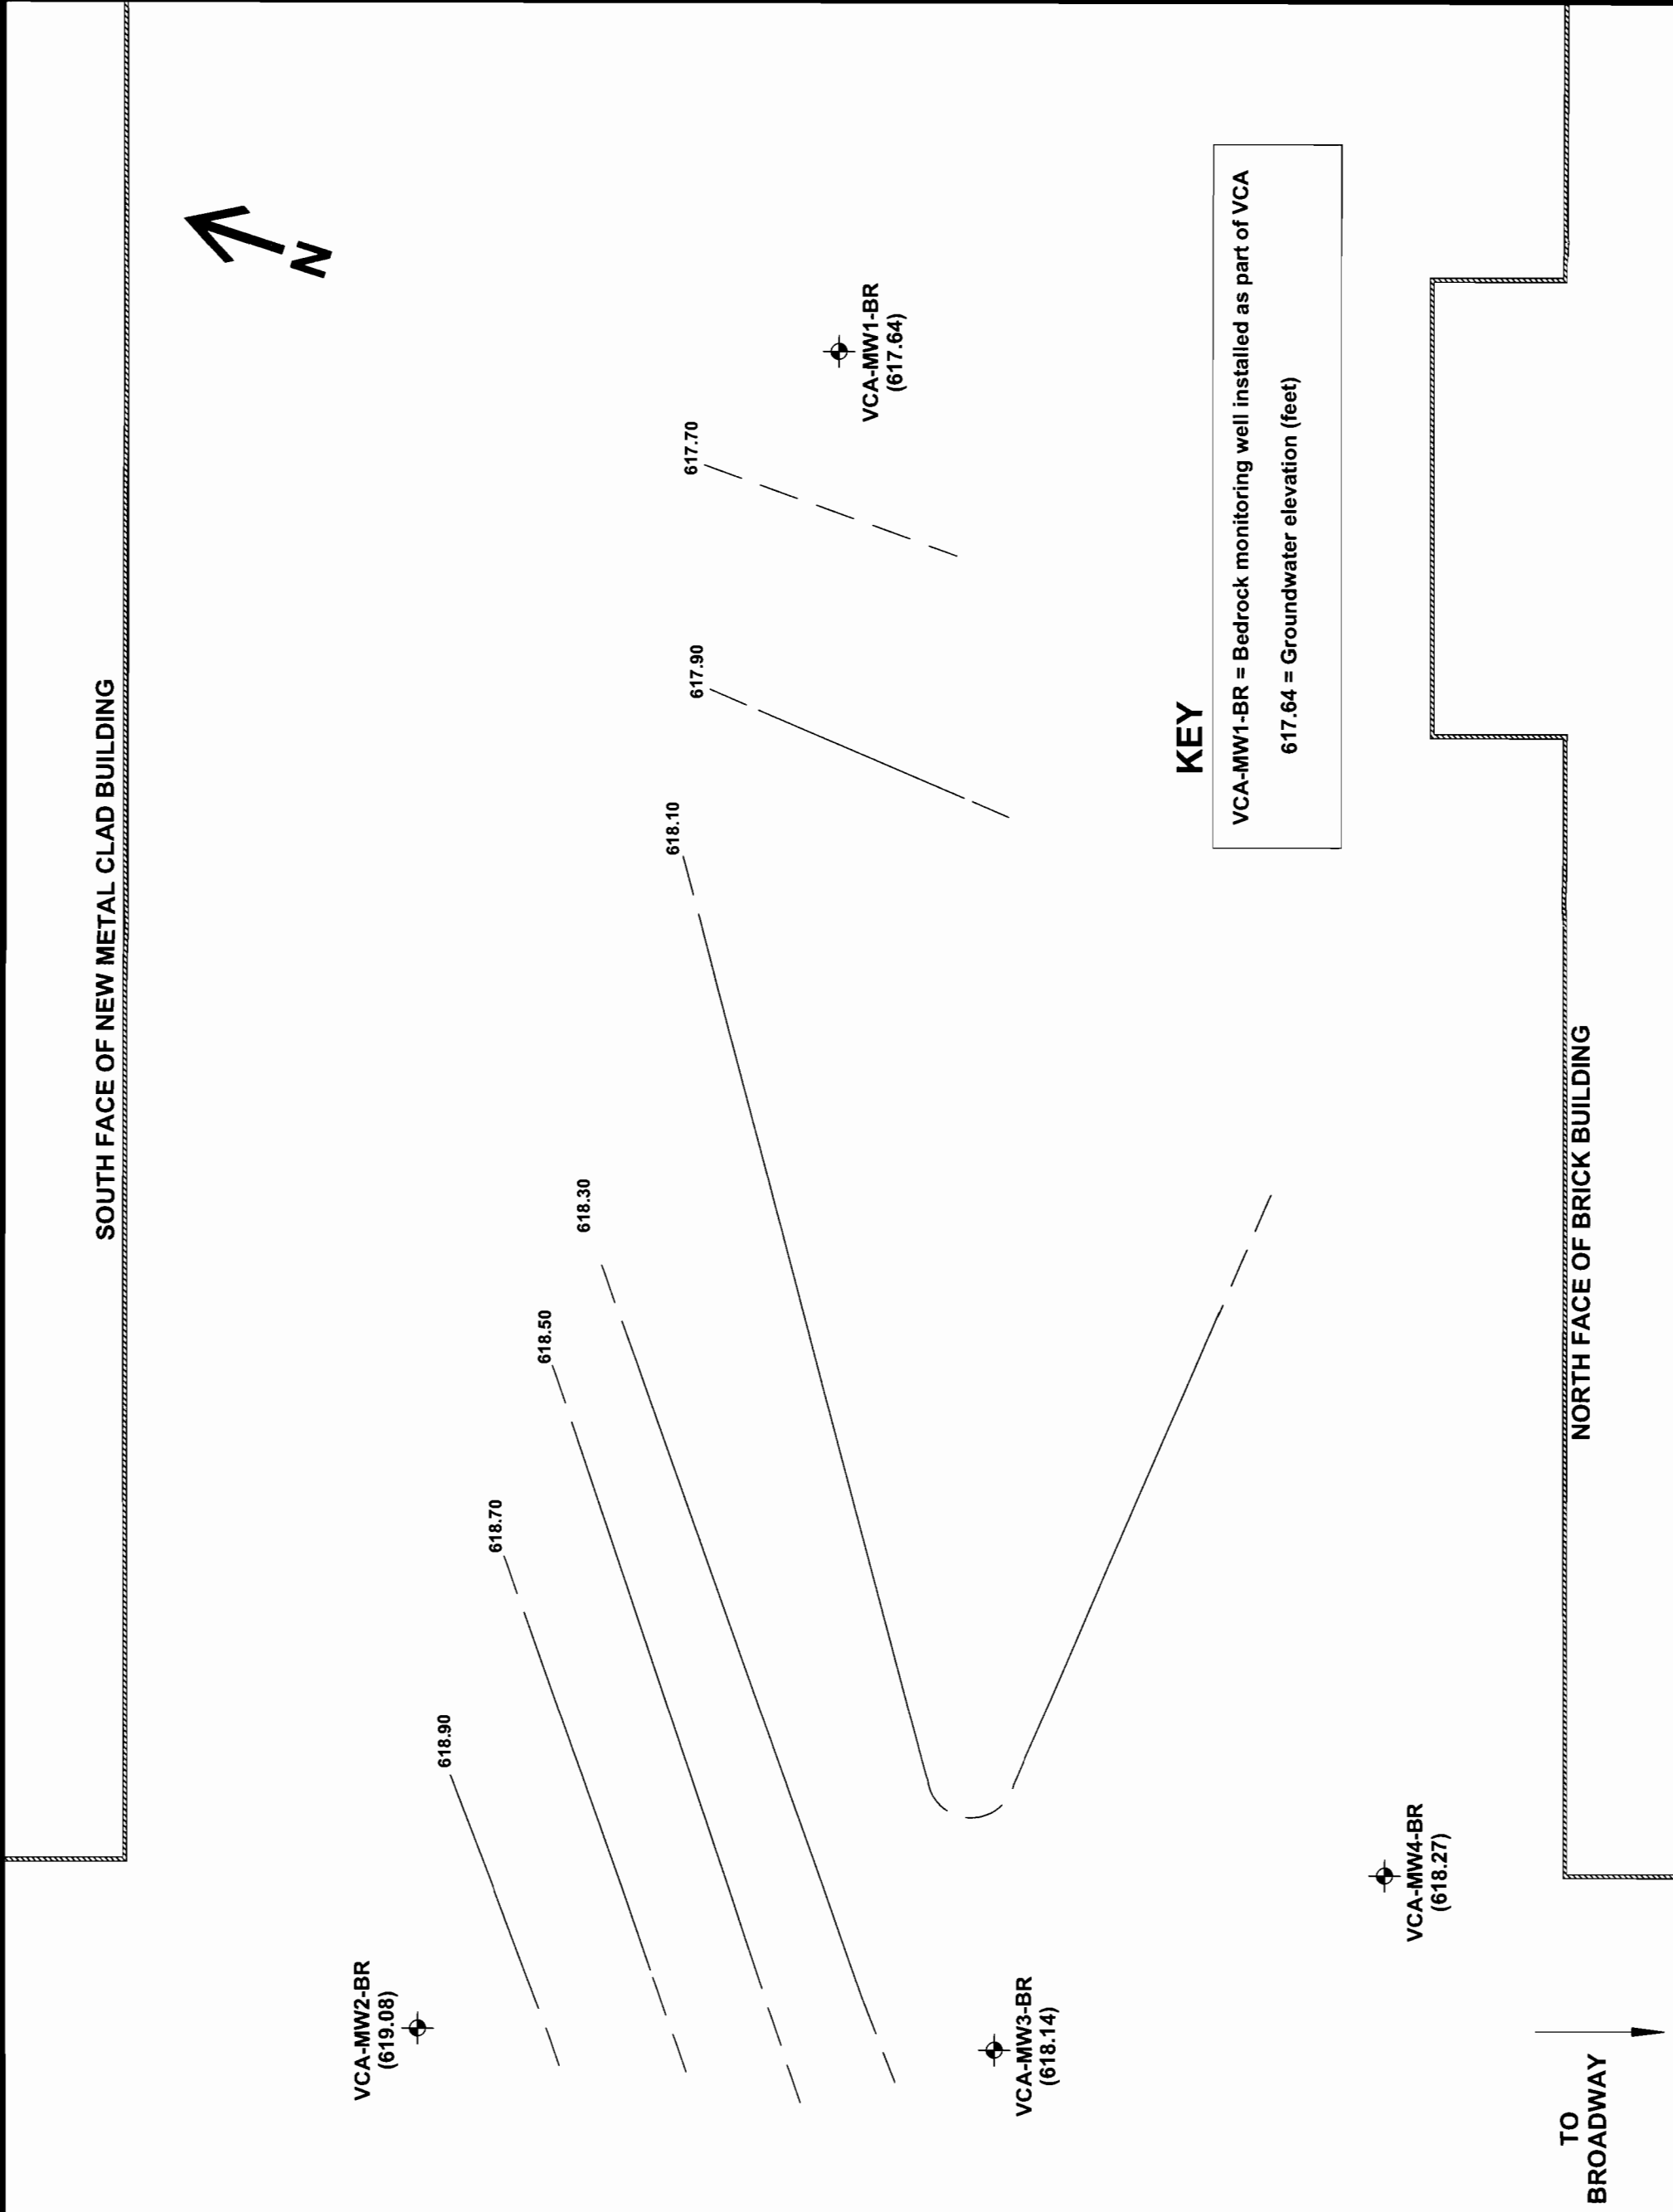 SOUTH FACE OF NEW METAL CLAD BUILDING
N
VCA-MW2-BR
(619.08)
618.90
618.70
618.50
618.30
618.10
617.90
617.70
VCA-MW1-BR
(617.64)
VCA-MW3-BR
(618.14)
VCA-MW4-BR
(618.27)
KEY
VCA-MW1-BR = Bedrock monitoring well installed as part of VCA
617.64 = Groundwater elevation (feet)
TO
BROADWAY
NORTH FACE OF BRICK BUILDING